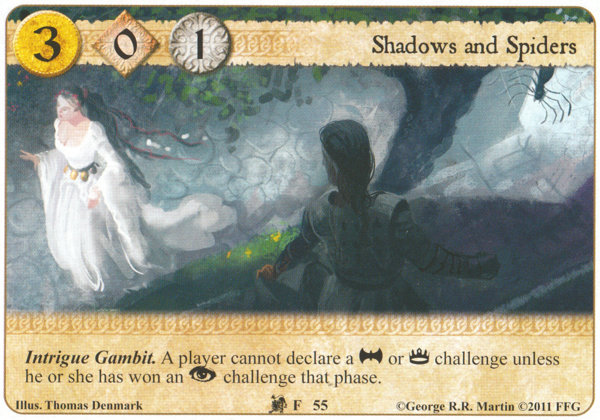 3 0 1 Shadows and Spiders
Intrigue Gambit. A player cannot declare a or challenge unless
he or she has won an challenge that phase.
Illus. Thomas Denmark F 55 ©George R.R. Martin ©2011 FFG